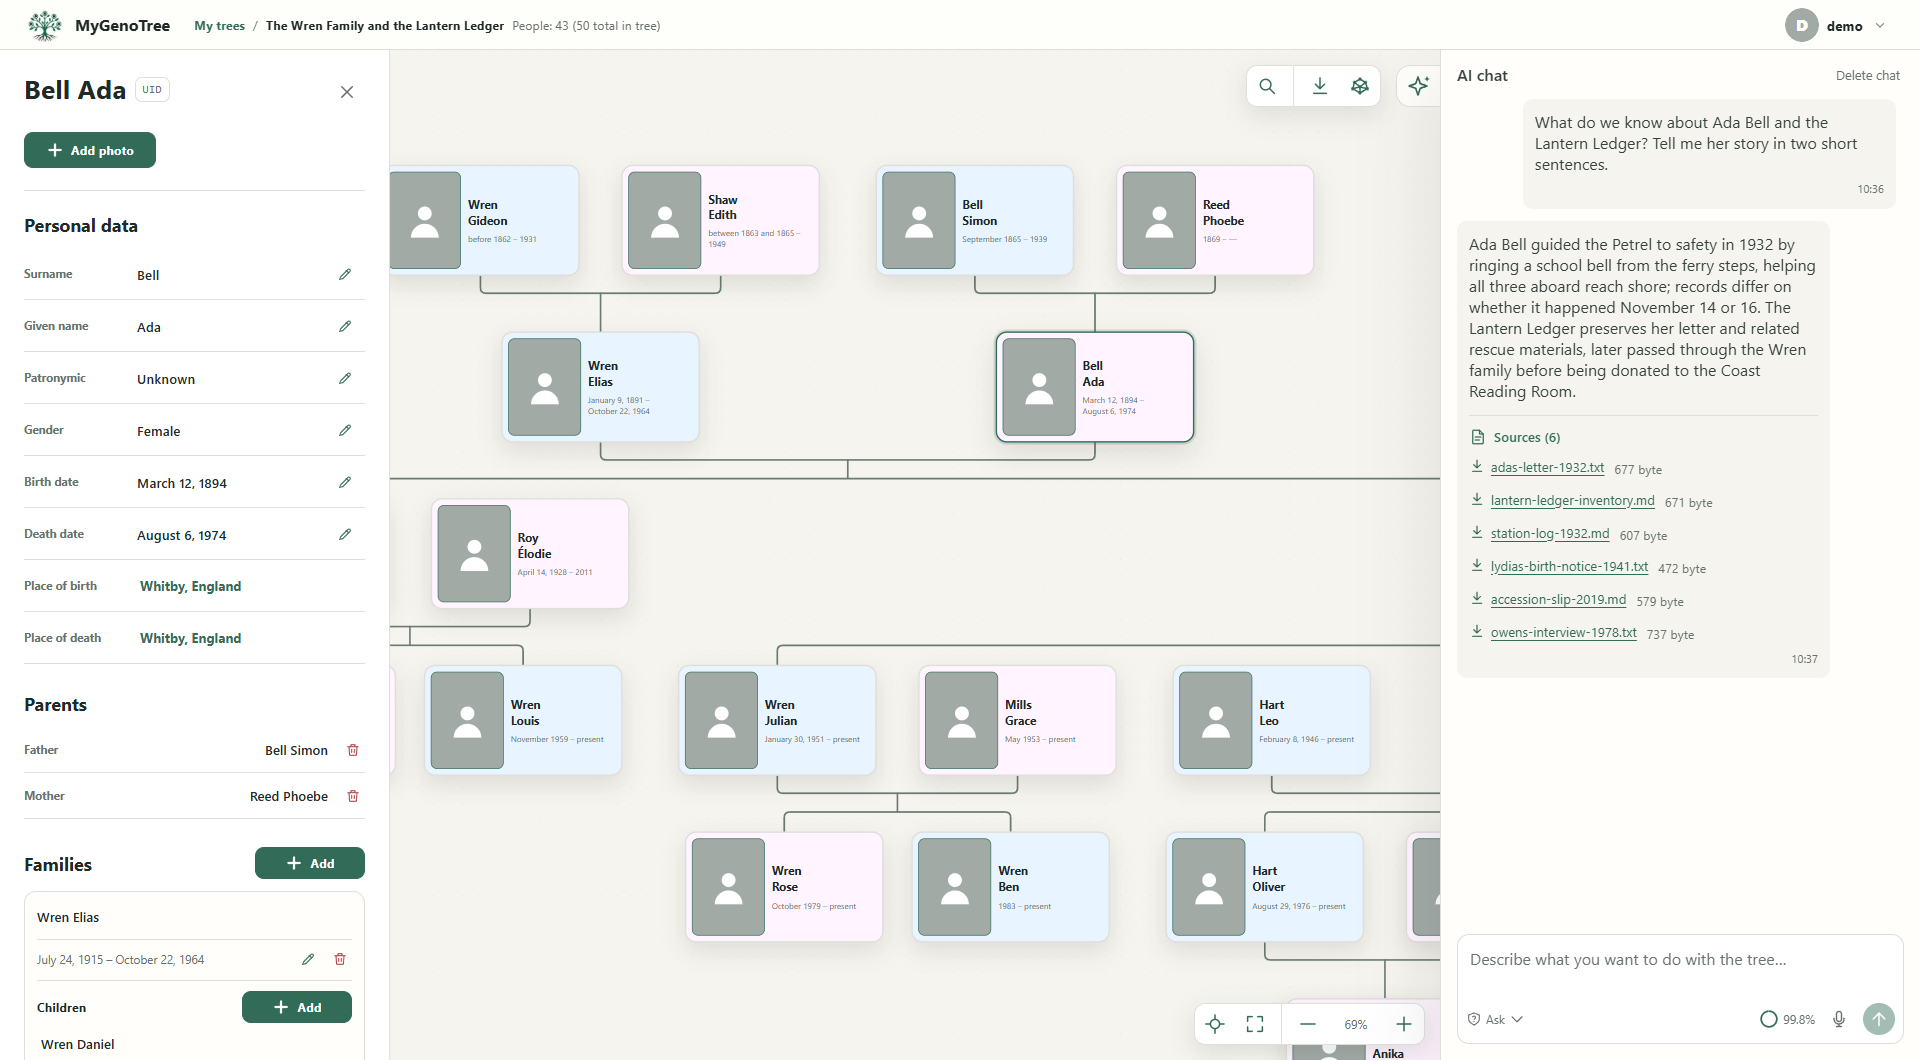 MyGenoTree
My trees / The Wren Family and the Lantern Ledger People: 43 (50 total in tree)
D demo
Bell Ada UID
Add photo
Personal data
Surname Bell
Given name Ada
Patronymic Unknown
Gender Female
Birth date March 12, 1894
Death date August 6, 1974
Place of birth Whitby, England
Place of death Whitby, England
Parents
Father Bell Simon
Mother Reed Phoebe
Families Add
Wren Elias
July 24, 1915 – October 22, 1964
Children Add
Wren Daniel
Wren
Gideon
before 1862 – 1931
Shaw
Edith
between 1863 and 1865 –
1949
Bell
Simon
September 1865 – 1939
Reed
Phoebe
1869 – —
Wren
Elias
January 9, 1891 –
October 22, 1964
Bell
Ada
March 12, 1894 –
August 6, 1974
Roy
Élodie
April 14, 1928 – 2011
Wren
Louis
November 1959 – present
Wren
Julian
January 30, 1951 – present
Mills
Grace
May 1953 – present
Hart
Leo
February 8, 1946 – present
Wren
Rose
October 1979 – present
Wren
Ben
1983 – present
Hart
Oliver
August 29, 1976 – present
Anika
69%
AI chat
Delete chat
What do we know about Ada Bell and the
Lantern Ledger? Tell me her story in two short
sentences.
10:36
Ada Bell guided the Petrel to safety in 1932 by
ringing a school bell from the ferry steps, helping
all three aboard reach shore; records differ on
whether it happened November 14 or 16. The
Lantern Ledger preserves her letter and related
rescue materials, later passed through the Wren
family before being donated to the Coast
Reading Room.
Sources (6)
adas-letter-1932.txt 677 byte
lantern-ledger-inventory.md 671 byte
station-log-1932.md 607 byte
lydias-birth-notice-1941.txt 472 byte
accession-slip-2019.md 579 byte
owens-interview-1978.txt 737 byte
10:37
Describe what you want to do with the tree...
Ask
99.8%